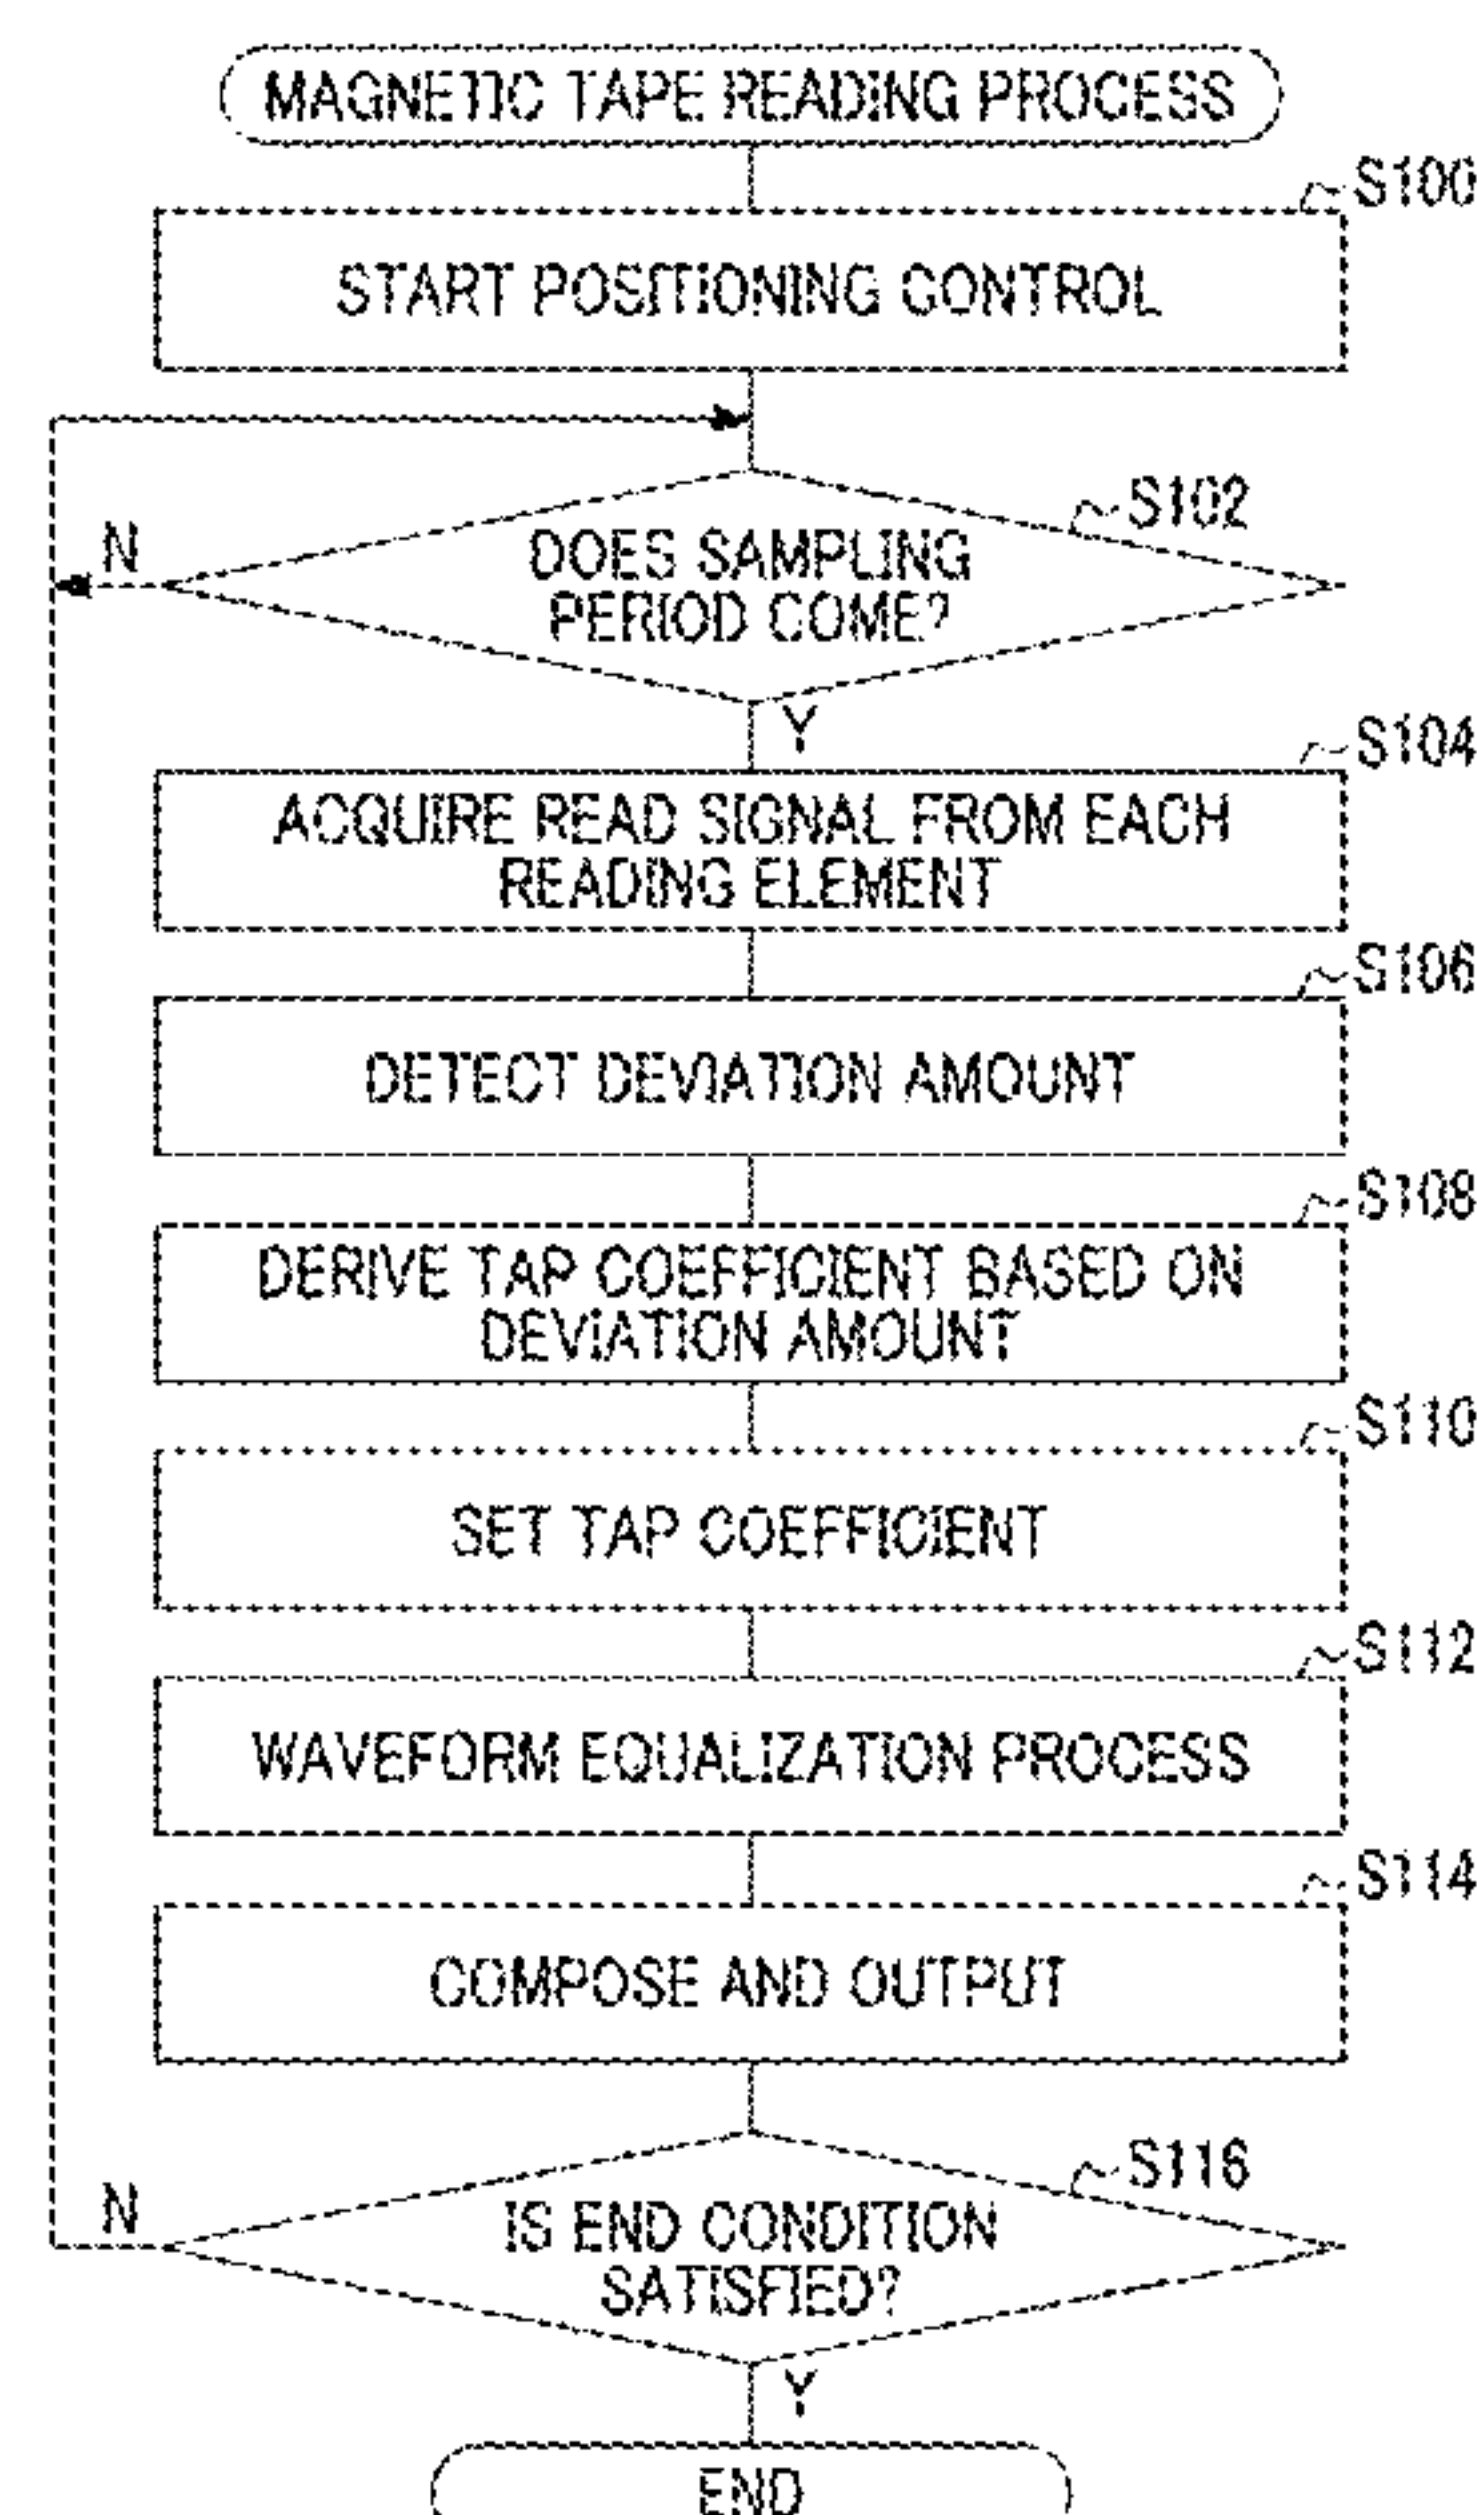 MAGNETIC TAPE READING PROCESS
S100
START POSITIONING CONTROL
S102
N
DOES SAMPLING
PERIOD COME?
Y
S104
ACQUIRE READ SIGNAL FROM EACH
READING ELEMENT
S106
DETECT DEVIATION AMOUNT
S108
DERIVE TAP COEFFICIENT BASED ON
DEVIATION AMOUNT
S110
SET TAP COEFFICIENT
S112
WAVEFORM EQUALIZATION PROCESS
S114
COMPOSE AND OUTPUT
S116
N
IS END CONDITION
SATISFIED?
Y
END